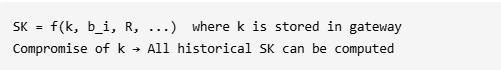 SK = f(k, b_i, R, ...)  where k is stored in gateway
Compromise of k → All historical SK can be computed